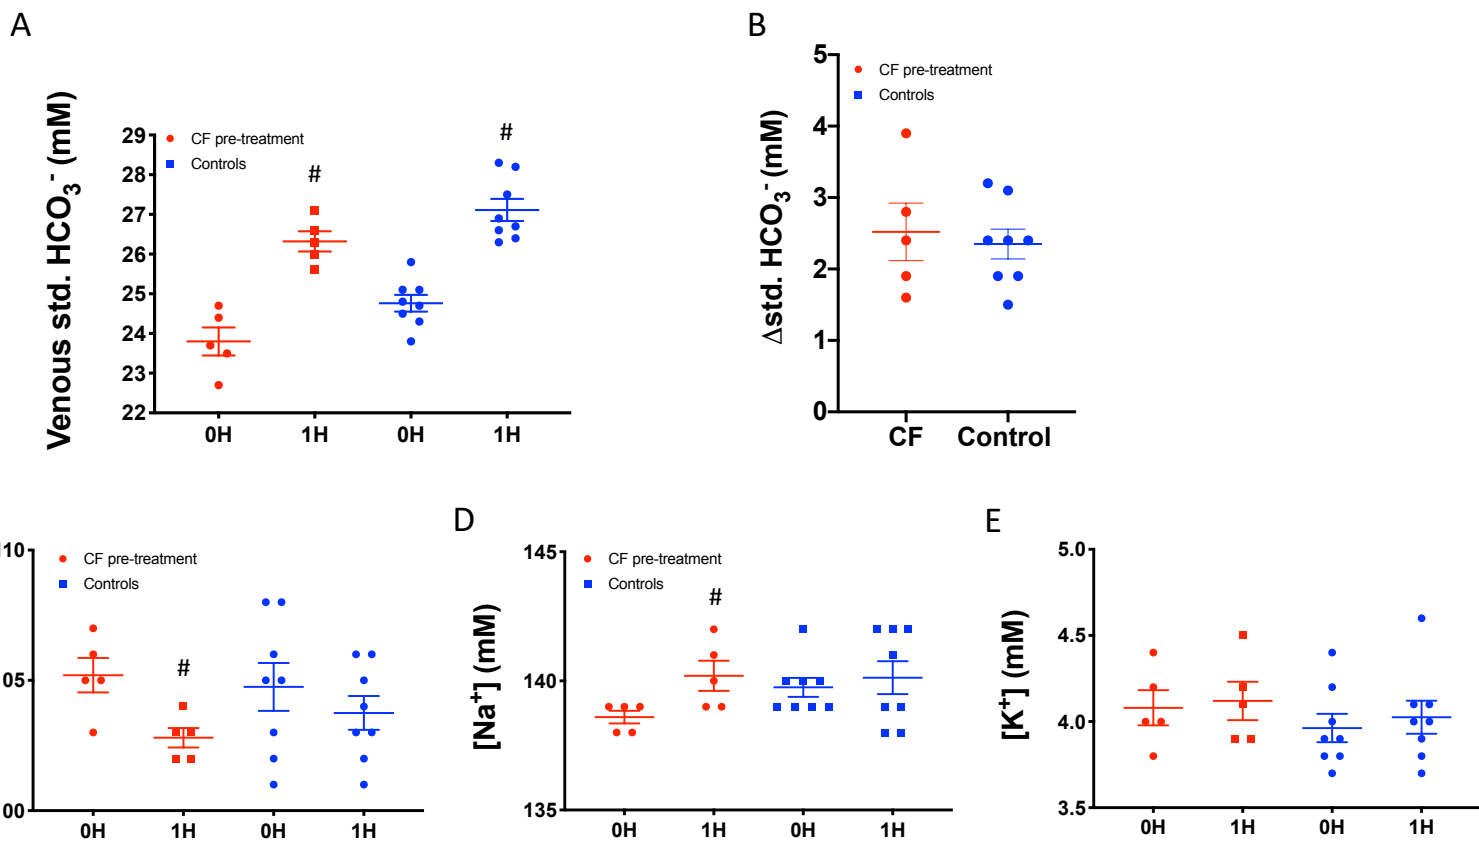 A
Venous std. HCO3- (mM)
29
28
27
26
25
24
23
22
CF pre-treatment
Controls
#
#
0H
1H
0H
1H
B
Δstd. HCO3- (mM)
5
4
3
2
1
0
CF pre-treatment
Controls
CF
Control
10
05
00
CF pre-treatment
Controls
#
0H
1H
0H
1H
D
[Na+] (mM)
145
140
135
CF pre-treatment
Controls
#
0H
1H
0H
1H
E
[K+] (mM)
5.0
4.5
4.0
3.5
0H
1H
0H
1H